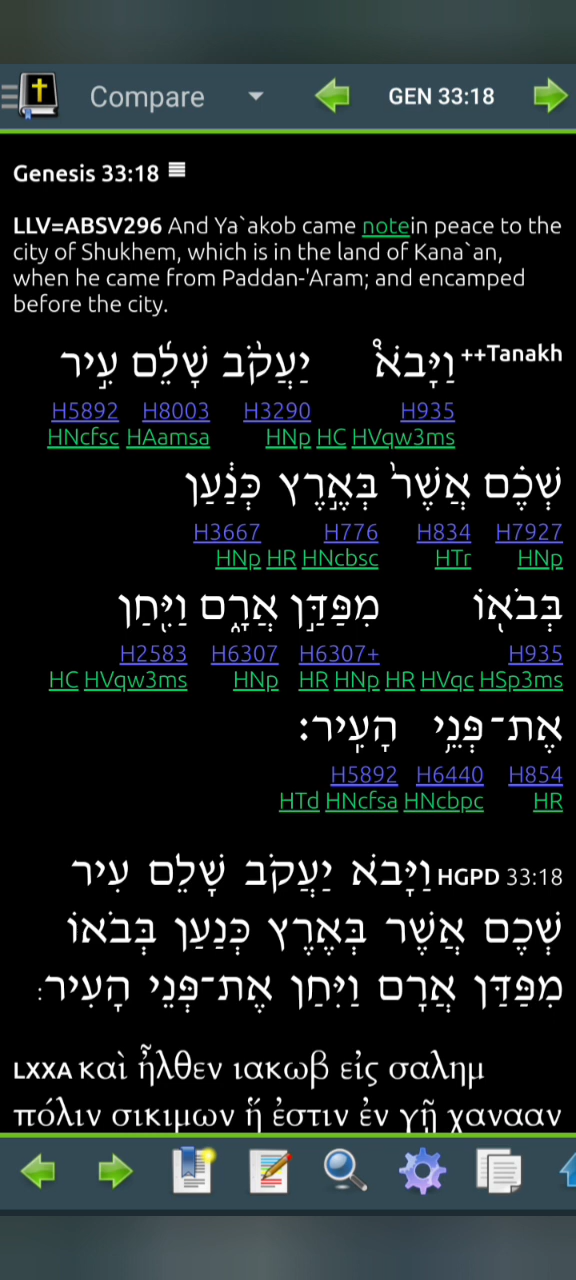 Compare
GEN 33:18
Genesis 33:18
LLV=ABSV296 And Ya`akob came notein peace to the
city of Shukhem, which is in the land of Kana`an,
when he came from Paddan-'Aram; and encamped
before the city.
++Tanakh וַיָּבֹא֩ יַעֲקֹ֨ב שָׁלֵ֜ם עִ֣יר
H5892 H8003 H3290 H935
HNcfsc HAamsa HNp HC HVqw3ms
שְׁכֶ֗ם אֲשֶׁר֙ בְּאֶ֣רֶץ כְּנַ֔עַן
H3667 H776 H834 H7927
HNp HR HNcbsc HTr HNp
בְּבֹא֖וֹ מִפַּדַּ֣ן אֲרָ֑ם וַיִּ֖חַן
H2583 H6307 H6307+ H935
HC HVqw3ms HNp HR HNp HR HVqc HSp3ms
אֶת־פְּנֵ֥י הָעִֽיר׃
H5892 H6440 H854
HTd HNcfsa HNcbpc HR
HGPD 33:18 וַיָּבֹא יַעֲקֹב שָׁלֵם עִיר
שְׁכֶם אֲשֶׁר בְּאֶרֶץ כְּנַעַן בְּבֹאוֹ
מִפַּדַּן אֲרָם וַיִּחַן אֶת־פְּנֵי הָעִיר׃
LXXA καὶ ἦλθεν ιακωβ εἰς σαλημ
πόλιν σικιμων ἥ ἐστιν ἐν γῇ χανααν